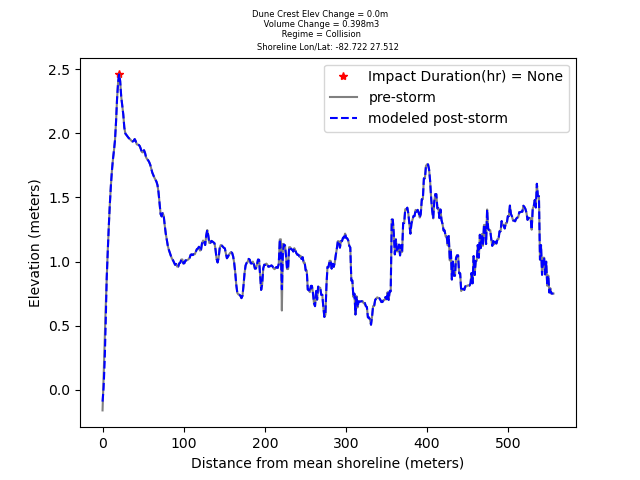 Dune Crest Elev Change = 0.0m
Volume Change = 0.398m3
Regime = Collision
Shoreline Lon/Lat: -82.722 27.512
Impact Duration(hr) = None
pre-storm
modeled post-storm
2.5
2.0
1.5
1.0
0.5
0.0
Elevation (meters)
0 100 200 300 400 500
Distance from mean shoreline (meters)